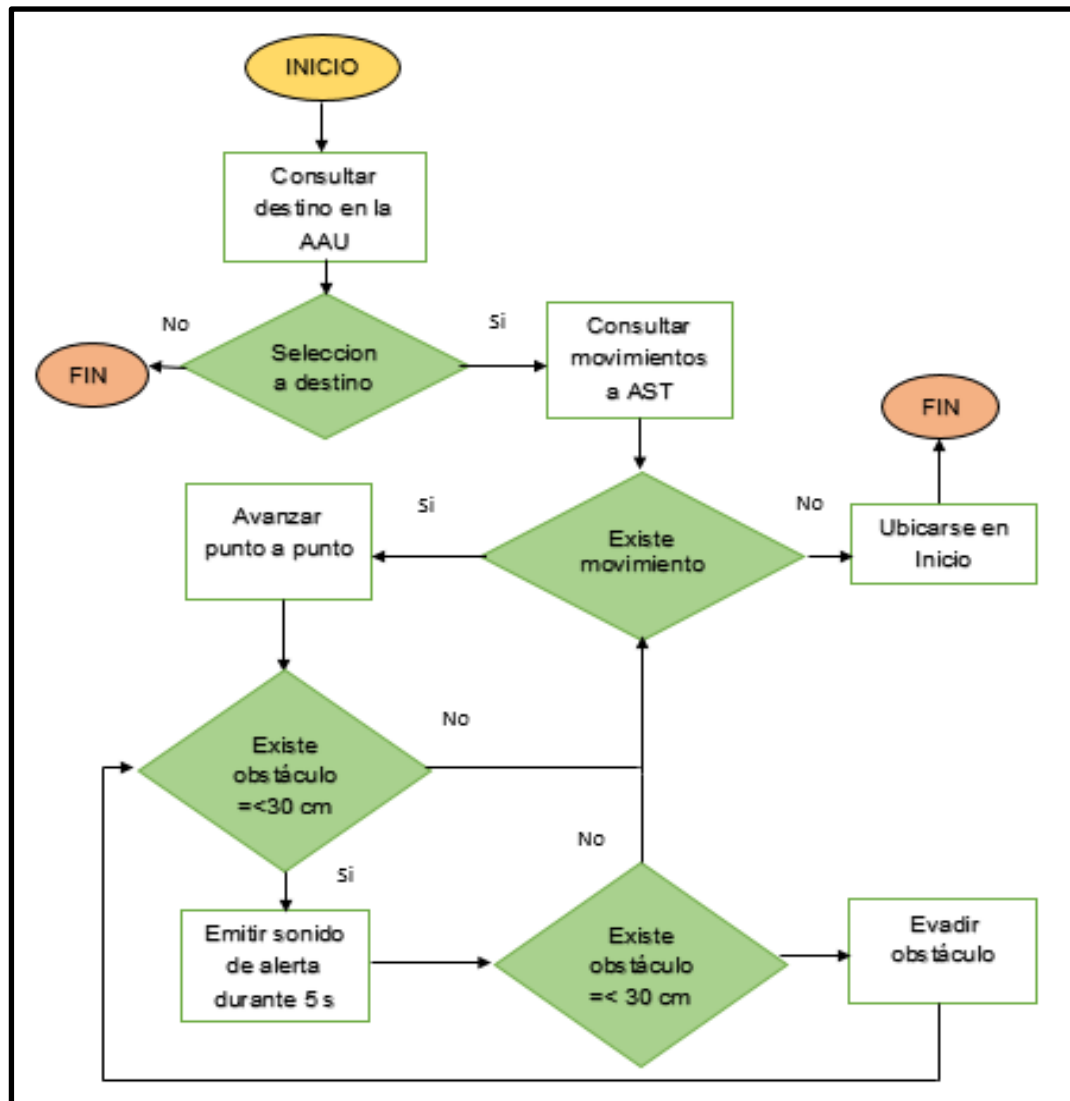 INICIO
Consultar
destino en la
AAU
No
Si
Seleccion
a destino
FIN
Consultar
movimientos
a AST
FIN
Avanzar
punto a punto
Si
Existe
movimiento
No
Ubicarse en
Inicio
Existe
obstáculo
=<30 cm
No
Si
No
Emitir sonido
de alerta
durante 5 s
Existe
obstáculo
=< 30 cm
Evadir
obstáculo